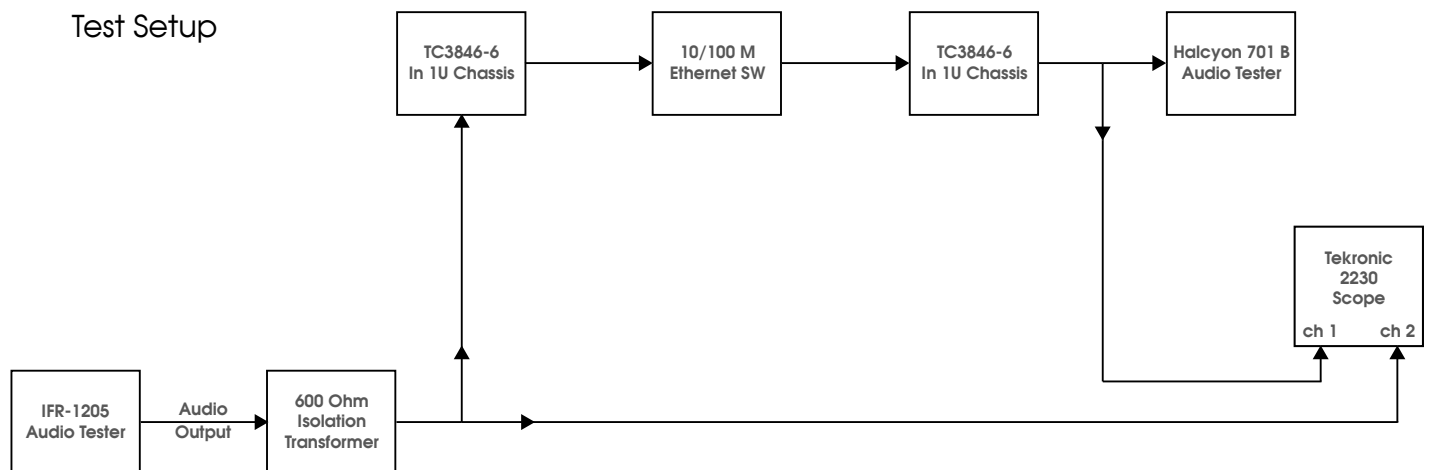 Test Setup
TC3846-6
In 1U Chassis
10/100 M
Ethernet SW
TC3846-6
In 1U Chassis
Halcyon 701 B
Audio Tester
Tekronic
2230
Scope
ch 1
ch 2
IFR-1205
Audio Tester
Audio
Output
600 Ohm
Isolation
Transformer